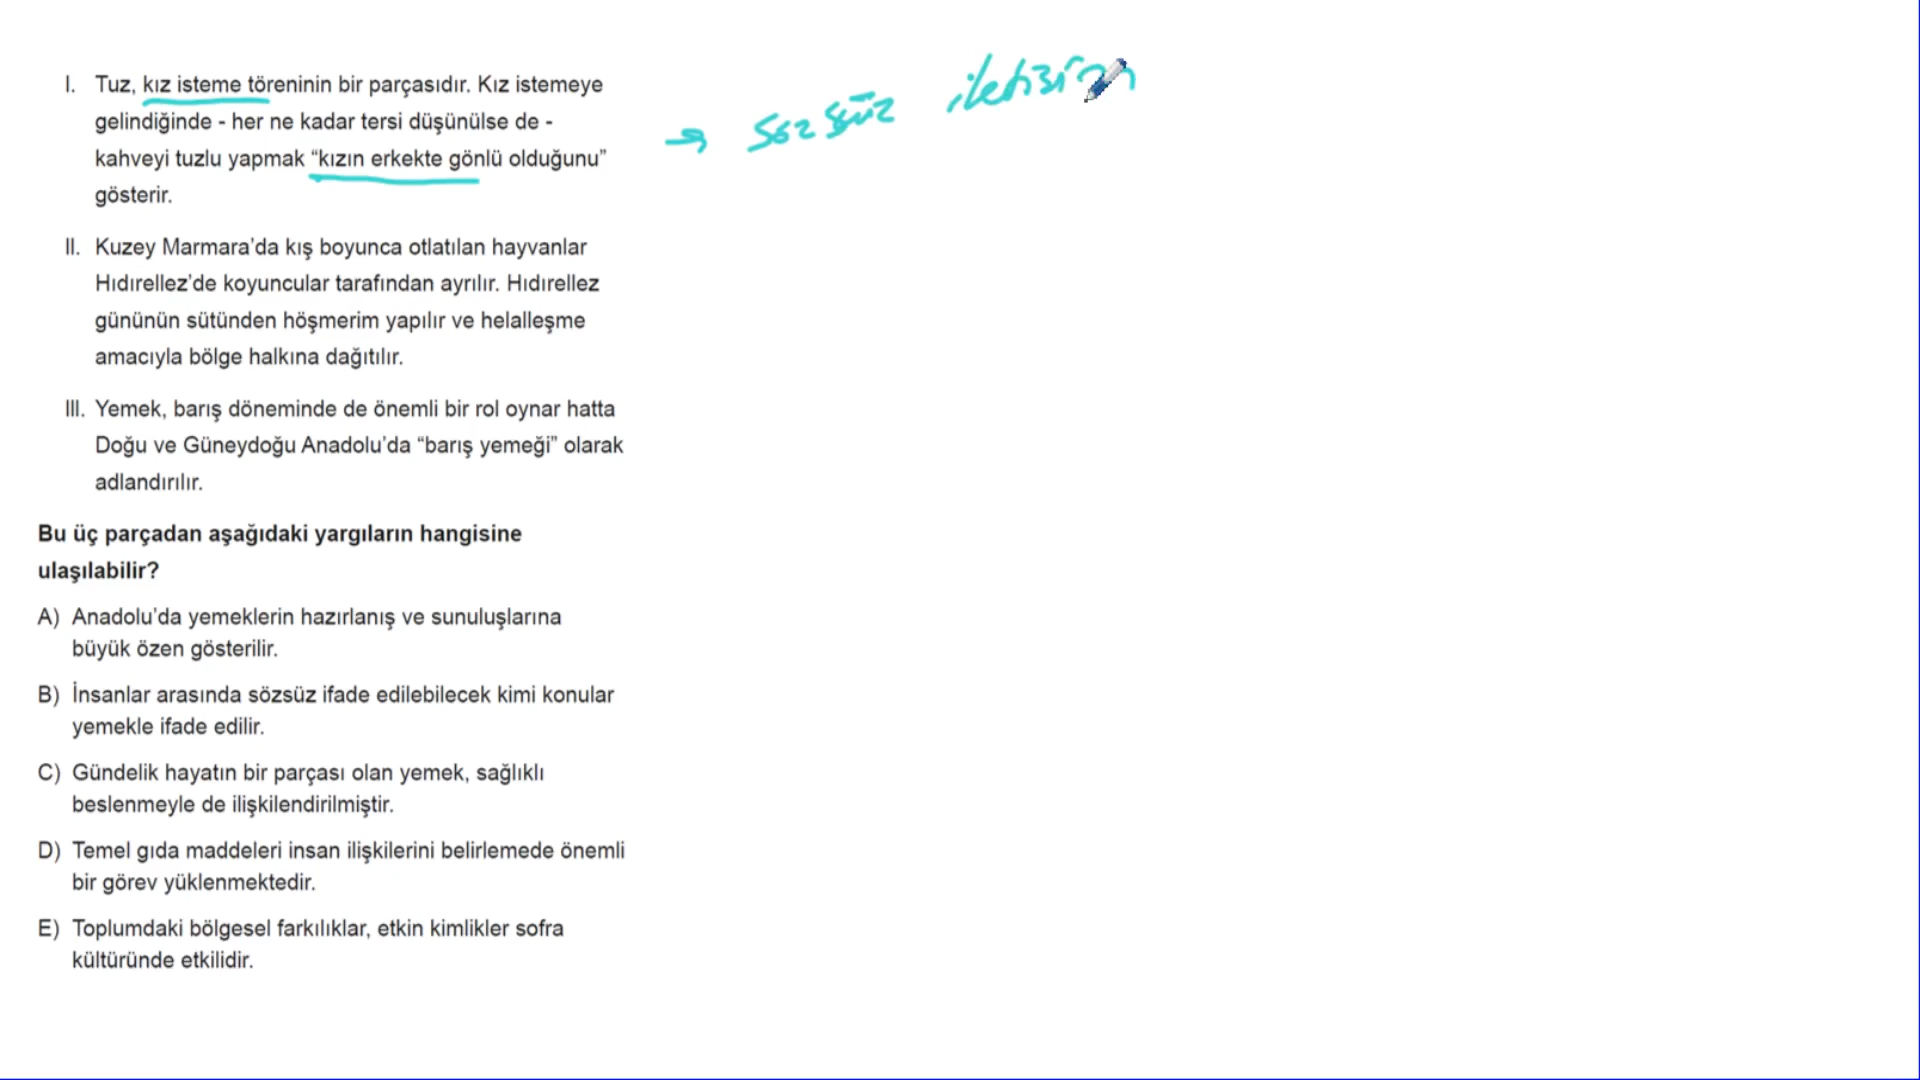 I. Tuz, kız isteme töreninin bir parçasıdır. Kız istemeye
gelindiğinde - her ne kadar tersi düşünülse de -
kahveyi tuzlu yapmak “kızın erkekte gönlü olduğunu”
gösterir.
→ sözsüz iletişim
II. Kuzey Marmara’da kış boyunca otlatılan hayvanlar
Hıdırellez’de koyuncular tarafından ayrılır. Hıdırellez
gününün sütünden höşmerim yapılır ve helalleşme
amacıyla bölge halkına dağıtılır.
III. Yemek, barış döneminde de önemli bir rol oynar hatta
Doğu ve Güneydoğu Anadolu’da “barış yemeği” olarak
adlandırılır.
Bu üç parçadan aşağıdaki yargıların hangisine
ulaşılabilir?
A) Anadolu’da yemeklerin hazırlanış ve sunuluşlarına
büyük özen gösterilir.
B) İnsanlar arasında sözsüz ifade edilebilecek kimi konular
yemekle ifade edilir.
C) Gündelik hayatın bir parçası olan yemek, sağlıklı
beslenmeyle de ilişkilendirilmiştir.
D) Temel gıda maddeleri insan ilişkilerini belirlemede önemli
bir görev yüklenmektedir.
E) Toplumdaki bölgesel farkılıklar, etkin kimlikler sofra
kültüründe etkilidir.